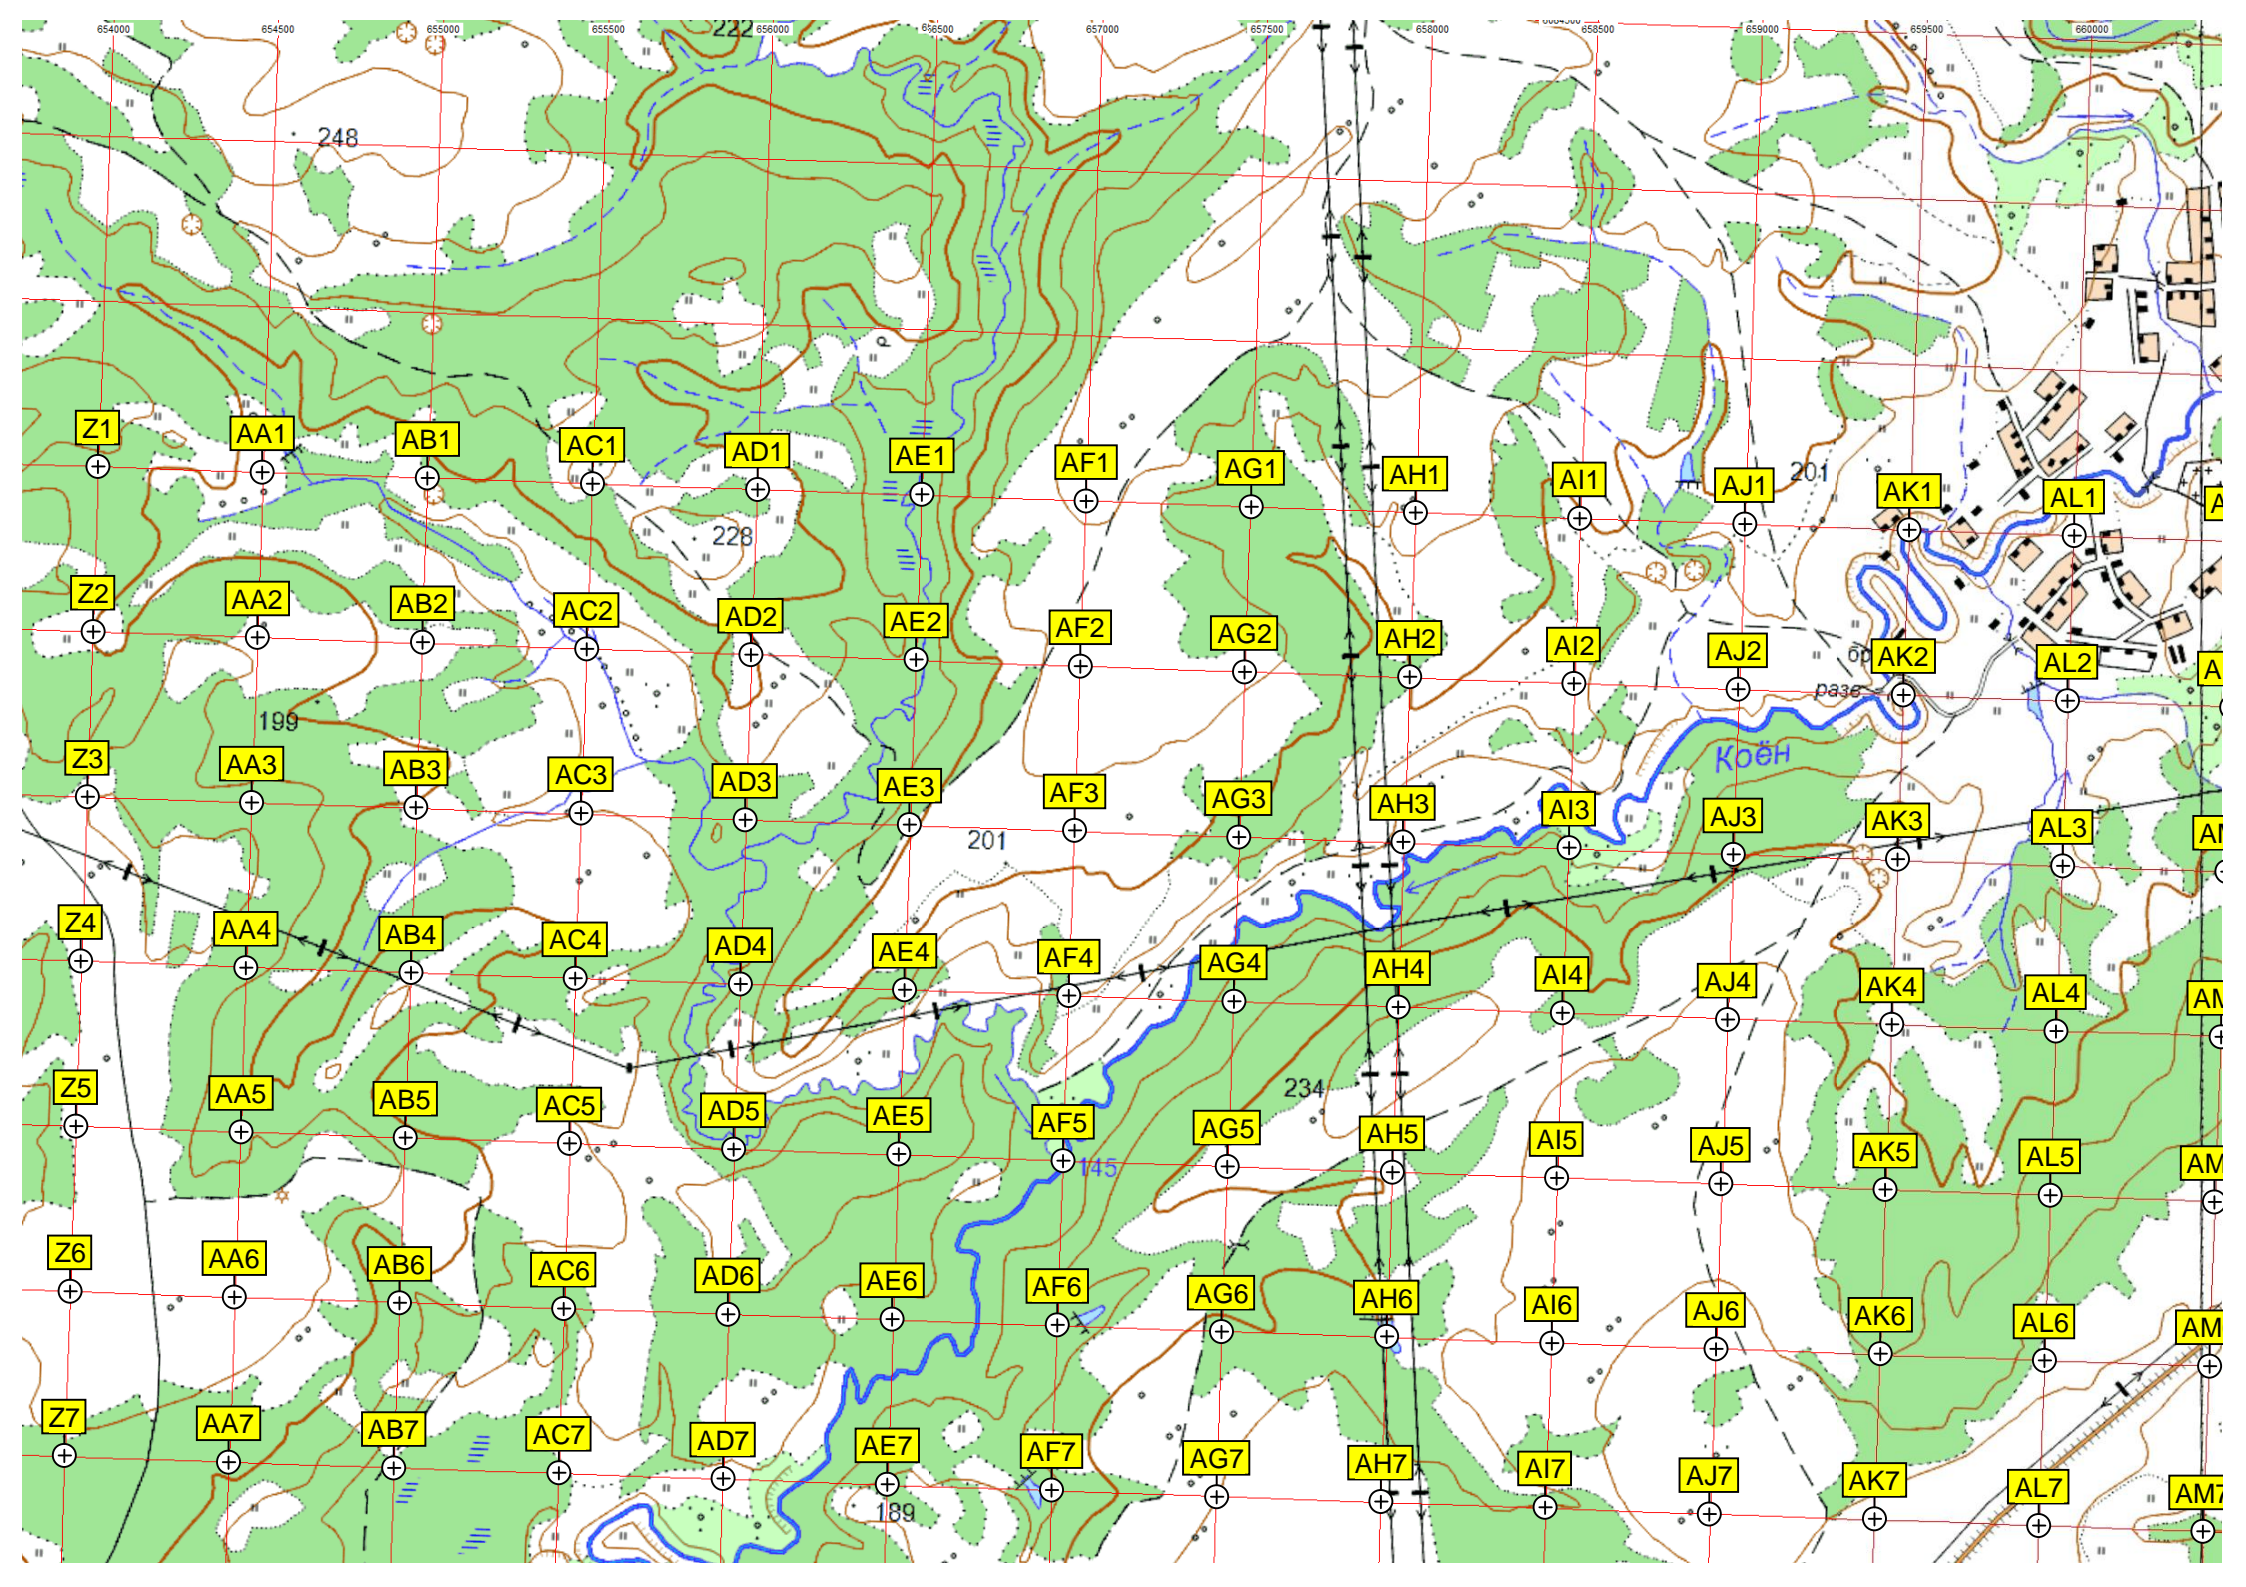 654000 654500 655000 655500 656000 656500 657000 657500 658000 658500 659000 659500 660000
222
248
Z1 AA1 AB1 AC1 AD1 AE1 AF1 AG1 AH1 AI1 AJ1 201 AK1 AL1
228
Z2 AA2 AB2 AC2 AD2 AE2 AF2 AG2 AH2 AI2 AJ2 AK2 AL2
разв
199
Коён
Z3 AA3 AB3 AC3 AD3 AE3 AF3 AG3 AH3 AI3 AJ3 AK3 AL3
201
Z4 AA4 AB4 AC4 AD4 AE4 AF4 AG4 AH4 AI4 AJ4 AK4 AL4 AM
234
Z5 AA5 AB5 AC5 AD5 AE5 AF5 AG5 AH5 AI5 AJ5 AK5 AL5 AM
145
Z6 AA6 AB6 AC6 AD6 AE6 AF6 AG6 AH6 AI6 AJ6 AK6 AL6 AM
Z7 AA7 AB7 AC7 AD7 AE7 AF7 AG7 AH7 AI7 AJ7 AK7 AL7 AM7
189